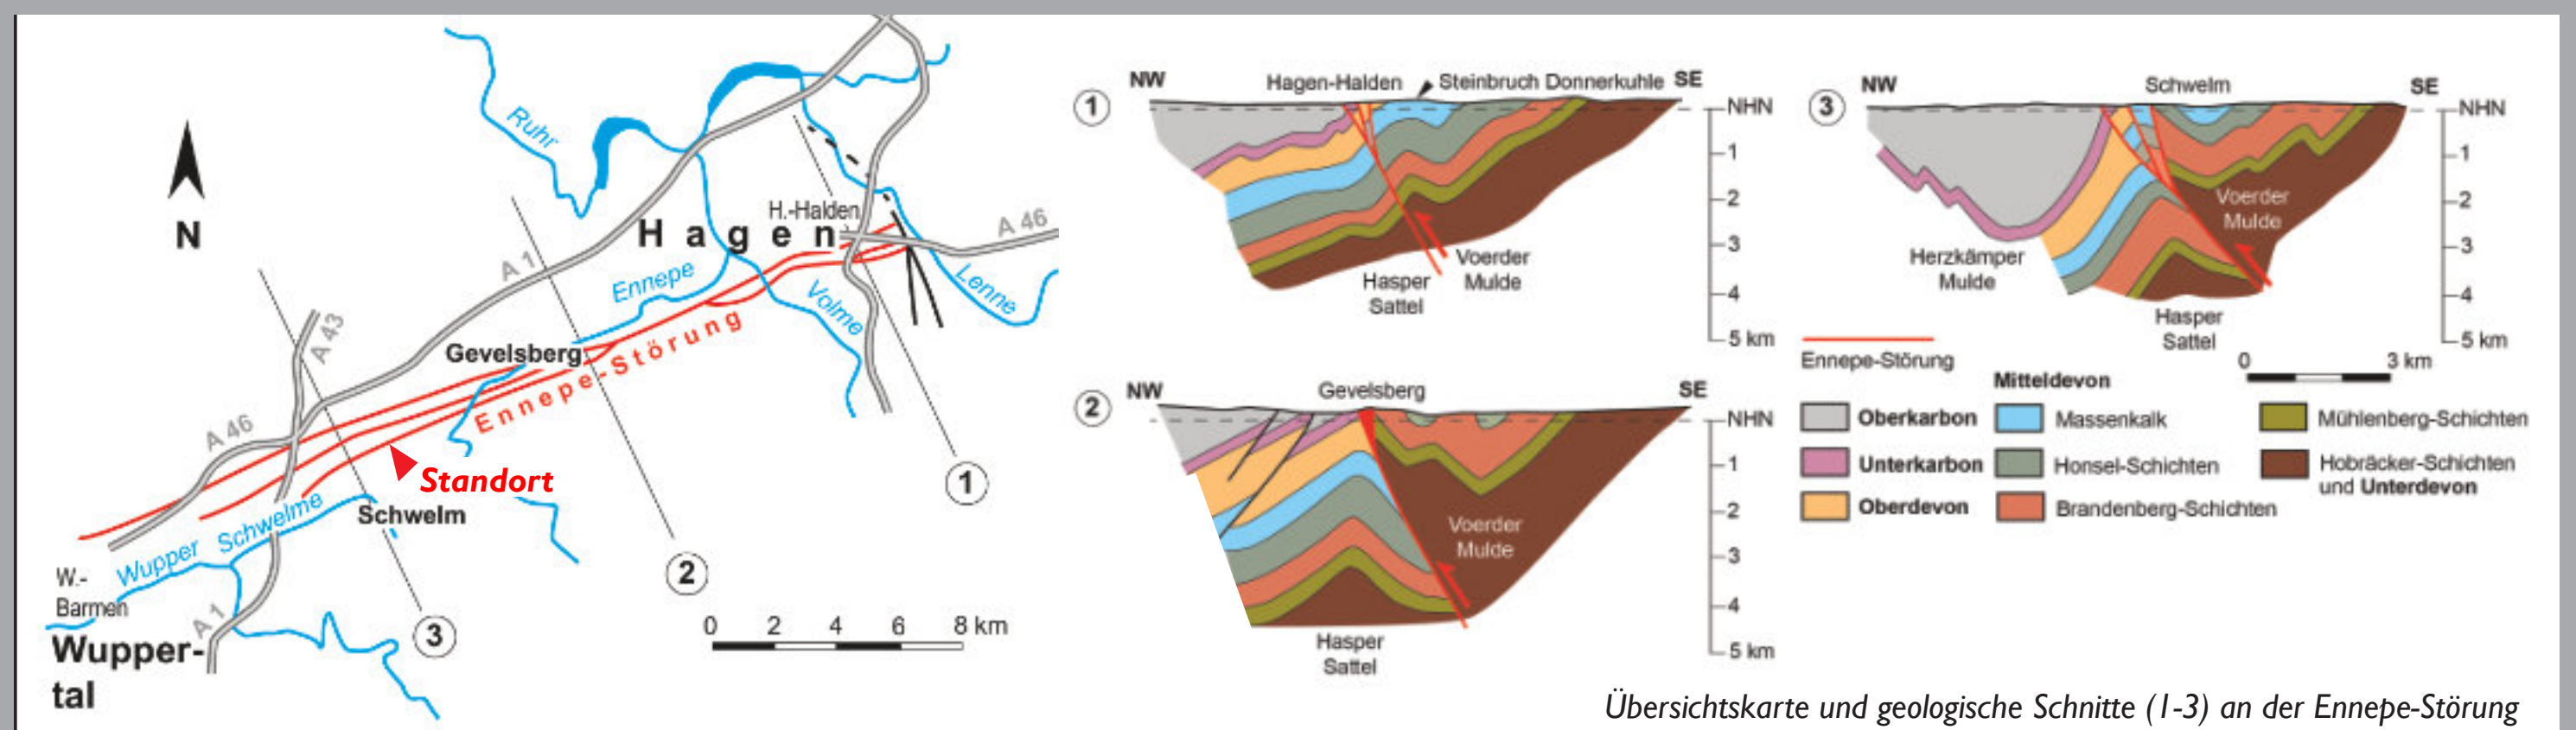 N
Ruhr
H.-Halden
Hagen
A 46
A 1
Ennepe
Volme
Lenne
A 43
Gevelsberg
Ennepe-Störung
A 46
Standort
Schwelm
Wupper Schwelme
W.-
Barmen
A 1
Wupper-
tal
1
2
3
0 2 4 6 8 km
1
NW
Hagen-Halden
Steinbruch Donnerkuhle
SE
NHN
1
2
3
4
5 km
Voerder
Mulde
Hasper
Sattel
2
NW
Gevelsberg
SE
NHN
1
2
3
4
5 km
Voerder
Mulde
Hasper
Sattel
3
NW
Schwelm
SE
NHN
1
2
3
4
5 km
Voerder
Mulde
Herzkämper
Mulde
Hasper
Sattel
0 3 km
Ennepe-Störung
Mitteldevon
Oberkarbon
Massenkalk
Mühlenberg-Schichten
Unterkarbon
Honsel-Schichten
Hobräcker-Schichten
und Unterdevon
Oberdevon
Brandenberg-Schichten
Übersichtskarte und geologische Schnitte (1-3) an der Ennepe-Störung